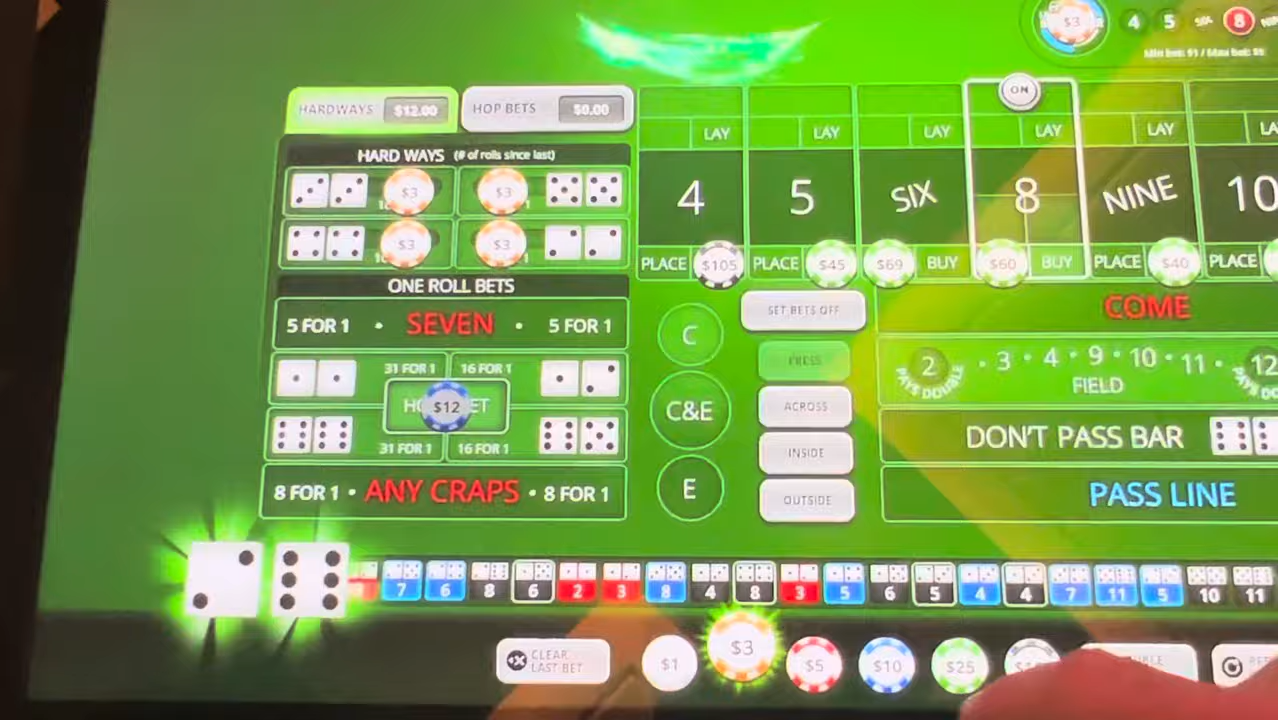 $3 4 5 SIX 8
Min bet: $1 / Max bet: $5
HARDWAYS $12.00 HOP BETS $0.00
ON
LAY LAY LAY LAY LAY
HARD WAYS (# of rolls since last)
$3 $3
4 5 SIX 8 NINE 10
$3 $3
PLACE $105 PLACE $45 $69 BUY $60 BUY PLACE $40 PLACE
ONE ROLL BETS
5 FOR 1 • SEVEN • 5 FOR 1
C
SET BETS OFF
COME
PRESS
2 • 3 • 4 • 9 • 10 • 11 • 12
PAYS DOUBLE
FIELD
31 FOR 1 16 FOR 1
$12
31 FOR 1 16 FOR 1
C&E
ACROSS
INSIDE
DON'T PASS BAR
8 FOR 1 • ANY CRAPS • 8 FOR 1
E
OUTSIDE
PASS LINE
7 6 8 6 2 3 8 4 8 3 5 6 5 4 4 7 11 5 10 11
CLEAR
LAST BET
$1 $3 $5 $10 $25